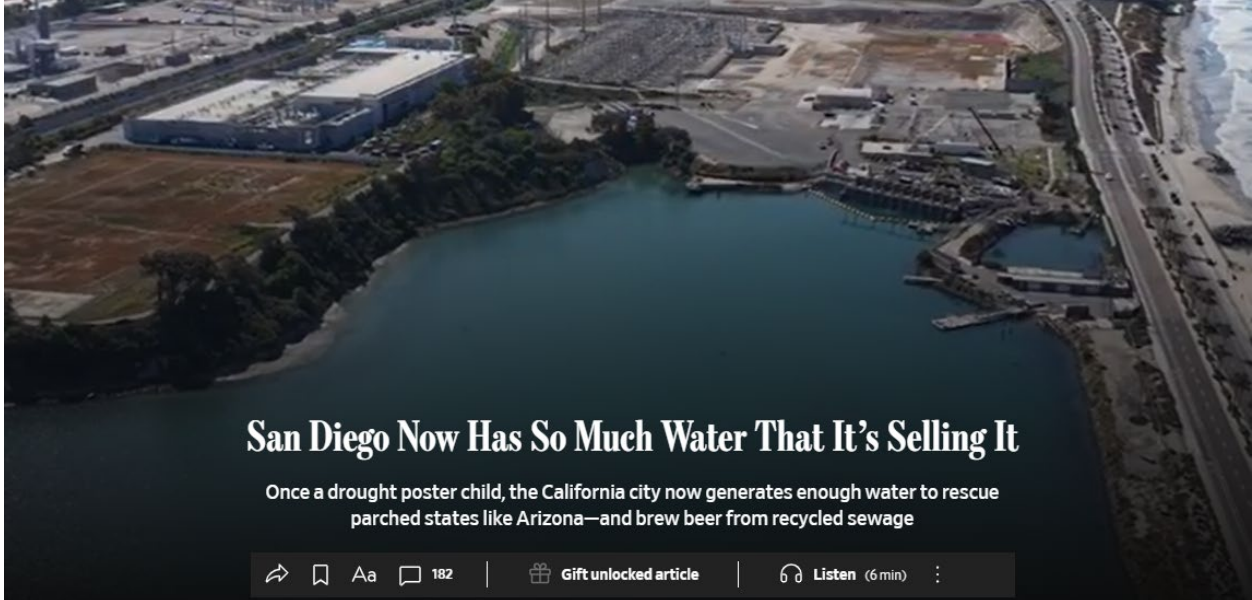 San Diego Now Has So Much Water That It’s Selling It
Once a drought poster child, the California city now generates enough water to rescue
parched states like Arizona—and brew beer from recycled sewage
Aa 182 Gift unlocked article Listen (6 min)